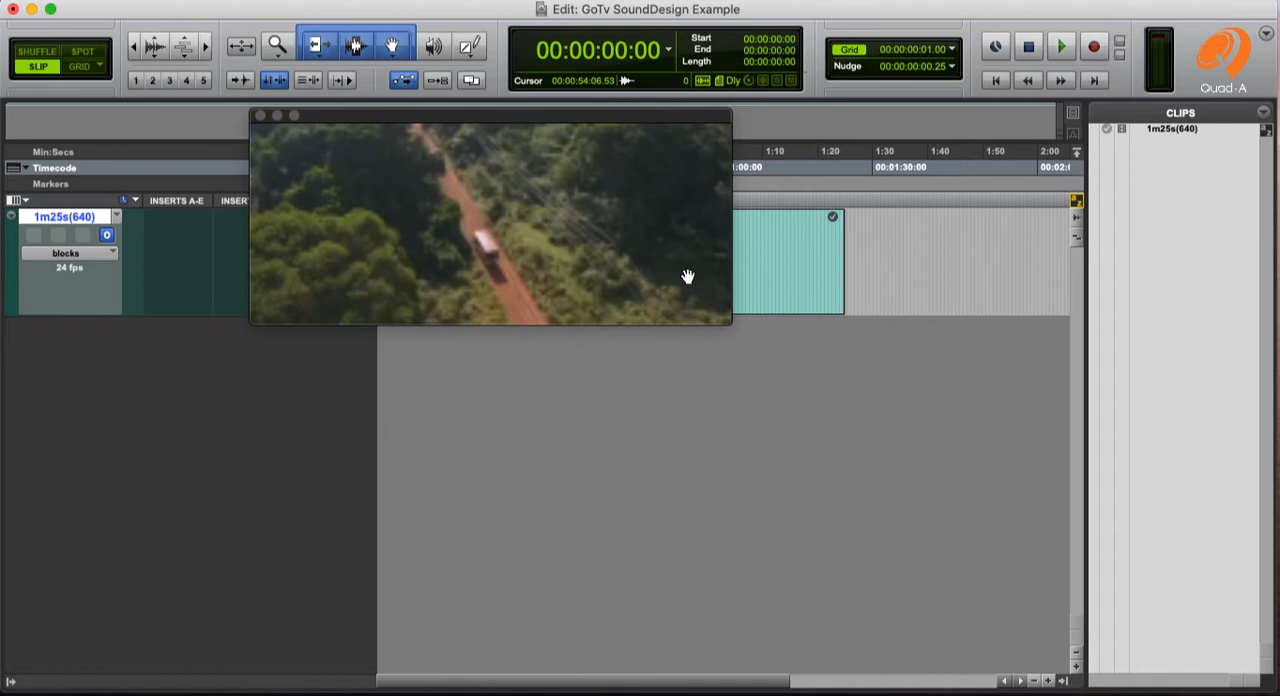 Edit: GoTv SoundDesign Example
SHUFFLE SPOT
SLIP GRID
1 2 3 4 5
00:00:00:00
Start 00:00:00:00
End 00:00:00:00
Length 00:00:00:00
Cursor 00:00:54:06.53 0 Dly
Grid 00:00:00:01.00
Nudge 00:00:00:00.25
Quad-A
CLIPS
1m25s(640)
Min:Secs 1:10 1:20 1:30 1:40 1:50 2:00
Timecode :00:00 00:01:30:00 00:02:(
Markers
INSERTS A-E INSER
1m25s(640)
O
blocks
24 fps